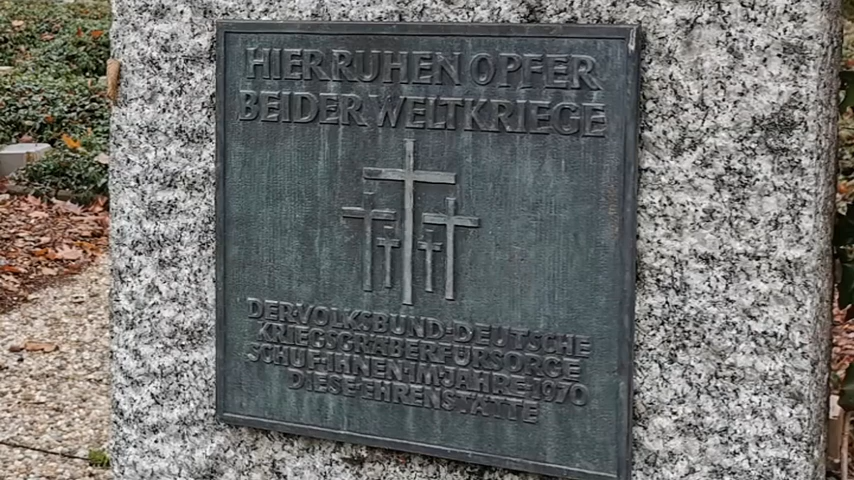 HIER RUHEN OPFER
BEIDER WELTKRIEGE
DER·VOLKSBUND·DEUTSCHE
KRIEGSGRÄBERFÜRSORGE
SCHUF·IHNEN·IM·JAHRE·1970
DIESE·EHRENSTÄTTE